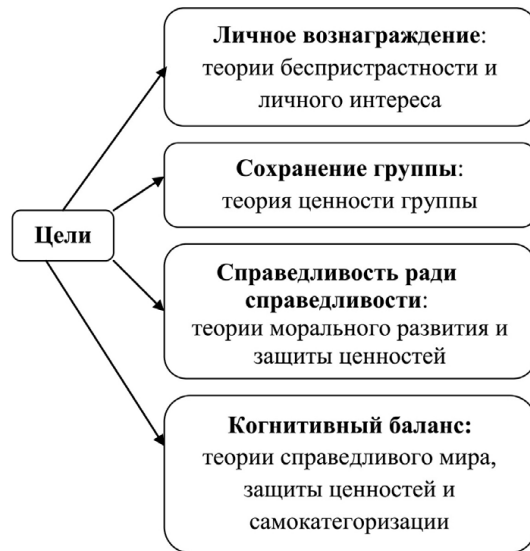 Личное вознаграждение:
теории беспристрастности и
личного интереса
Сохранение группы:
теория ценности группы
Цели
Справедливость ради
справедливости:
теории морального развития и
защиты ценностей
Когнитивный баланс:
теории справедливого мира,
защиты ценностей и
самокатегоризации